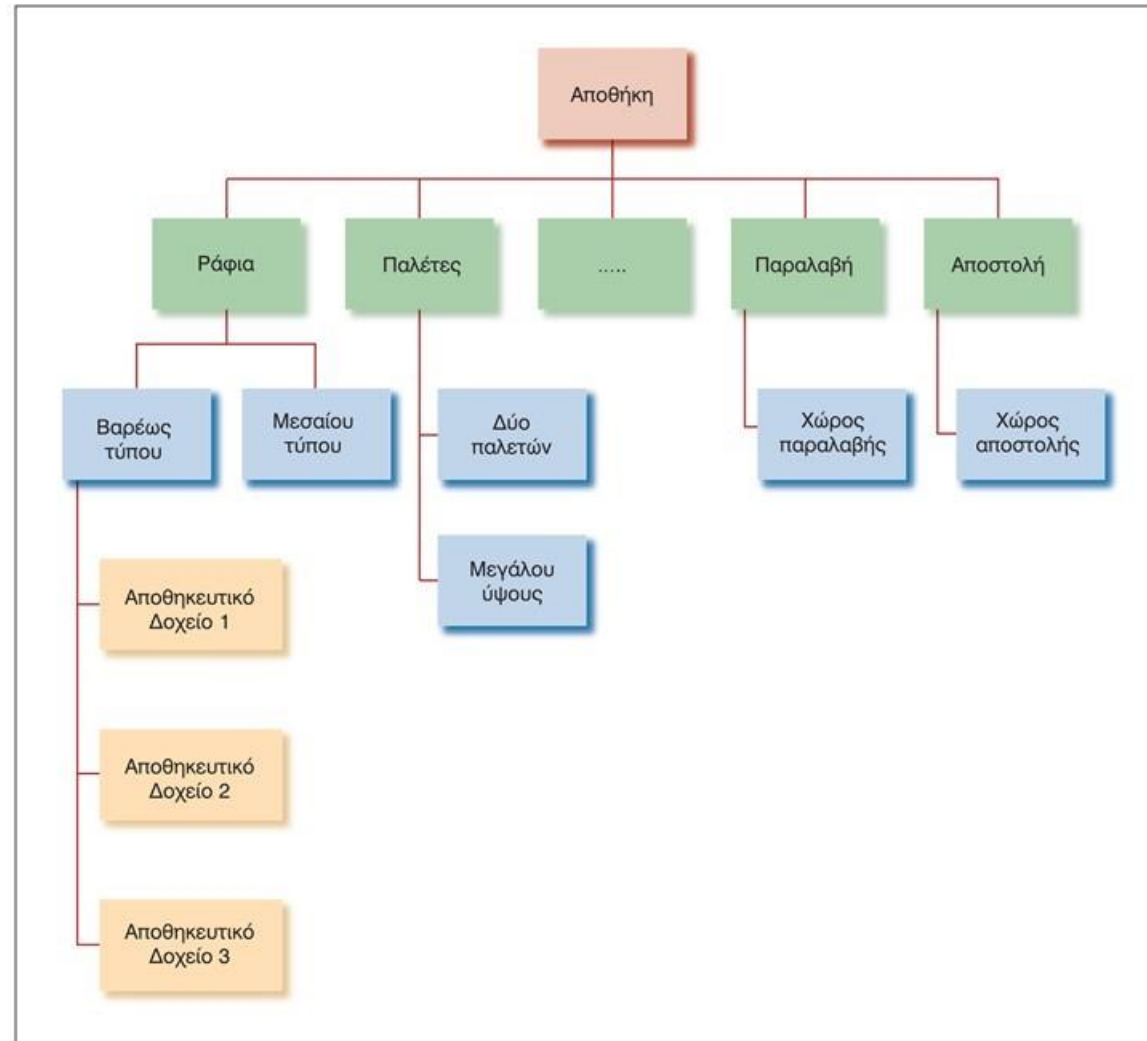 Αποθήκη
Ράφια
Παλέτες
.....
Παραλαβή
Αποστολή
Βαρέως
τύπου
Μεσαίου
τύπου
Δύο
παλετών
Χώρος
παραλαβής
Χώρος
αποστολής
Μεγάλου
ύψους
Αποθηκευτικό
Δοχείο 1
Αποθηκευτικό
Δοχείο 2
Αποθηκευτικό
Δοχείο 3